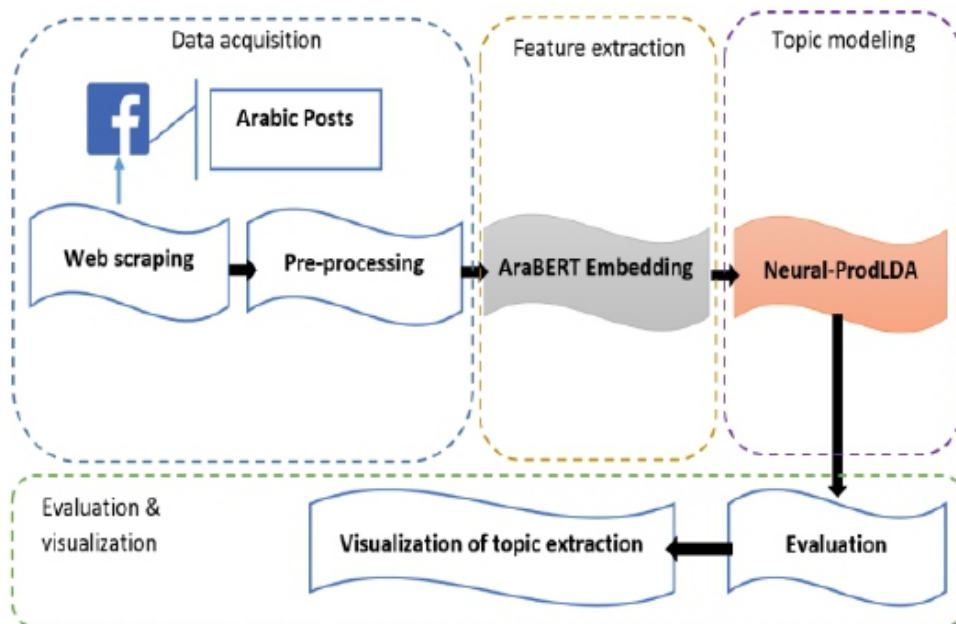 Data acquisition
Feature extraction
Topic modeling
Arabic Posts
Web scraping
Pre-processing
AraBERT Embedding
Neural-ProdLDA
Evaluation &
visualization
Visualization of topic extraction
Evaluation